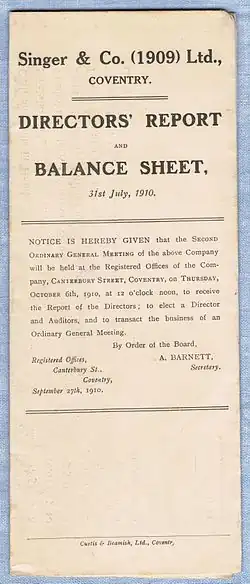 Singer & Co. (1909) Ltd.,
COVENTRY.
DIRECTORS' REPORT
AND
BALANCE SHEET,
31st July, 1910.
NOTICE IS HEREBY GIVEN that the SECOND
ORDINARY GENERAL MEETING of the above Company
will be held at the Registered Offices of the Com-
pany, CANTERBURY STREET, COVENTRY, on THURSDAY,
OCTOBER 6th, 1910, at 12 o'clock noon, to receive
the Report of the Directors; to elect a Director
and Auditors, and to transact the business of an
Ordinary General Meeting.
By Order of the Board,
Registered Offices, A. BARNETT,
Canterbury St., Secretary.
Coventry,
September 27th, 1910.
Curtis & Beamish, Ltd., Coventry,